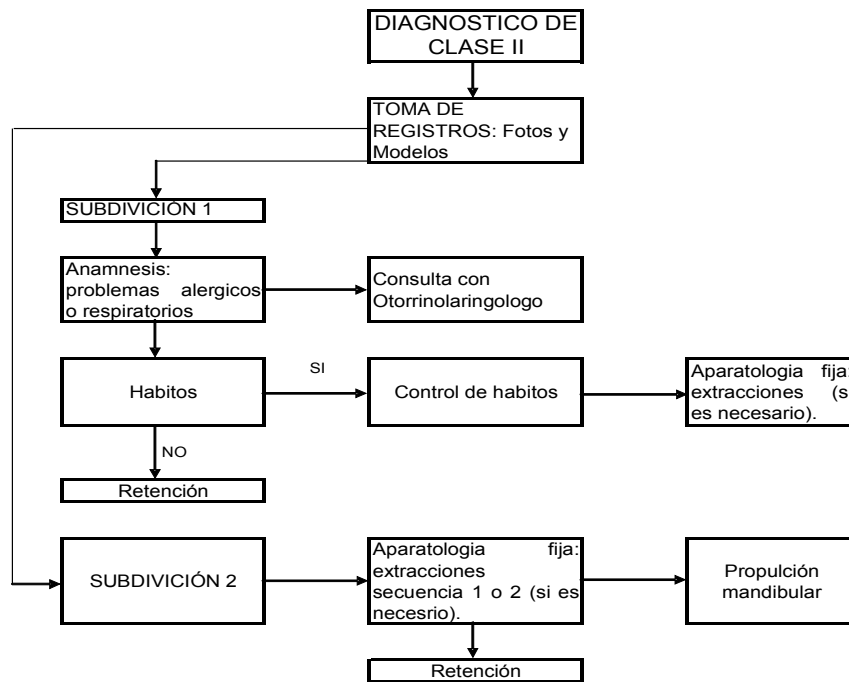 DIAGNOSTICO DE
CLASE II
TOMA DE
REGISTROS: Fotos y
Modelos
SUBDIVICIÓN 1
Anamnesis:
problemas alergicos
o respiratorios
Consulta con
Otorrinolaringologo
Habitos
SI
Control de habitos
Aparatologia fija:
extracciones (si
es necesario).
NO
Retención
SUBDIVICIÓN 2
Aparatologia fija:
extracciones
secuencia 1 o 2 (si es
necesrio).
Propulción
mandibular
Retención